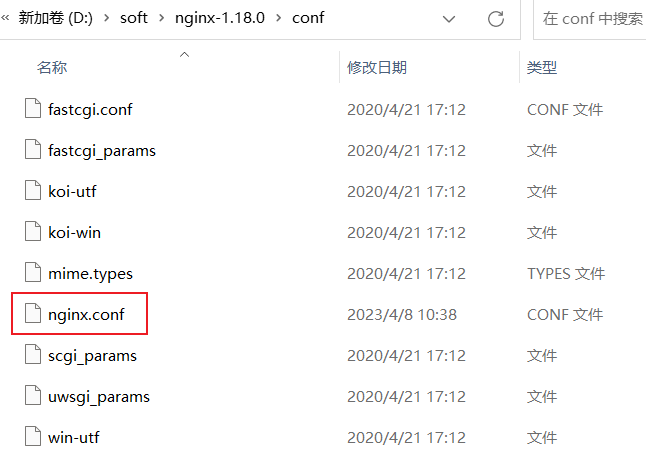 « 新加卷 (D:) > soft > nginx-1.18.0 > conf 在 conf 中搜索
名称 修改日期 类型
fastcgi.conf 2020/4/21 17:12 CONF 文件
fastcgi_params 2020/4/21 17:12 文件
koi-utf 2020/4/21 17:12 文件
koi-win 2020/4/21 17:12 文件
mime.types 2020/4/21 17:12 TYPES 文件
nginx.conf 2023/4/8 10:38 CONF 文件
scgi_params 2020/4/21 17:12 文件
uwsgi_params 2020/4/21 17:12 文件
win-utf 2020/4/21 17:12 文件